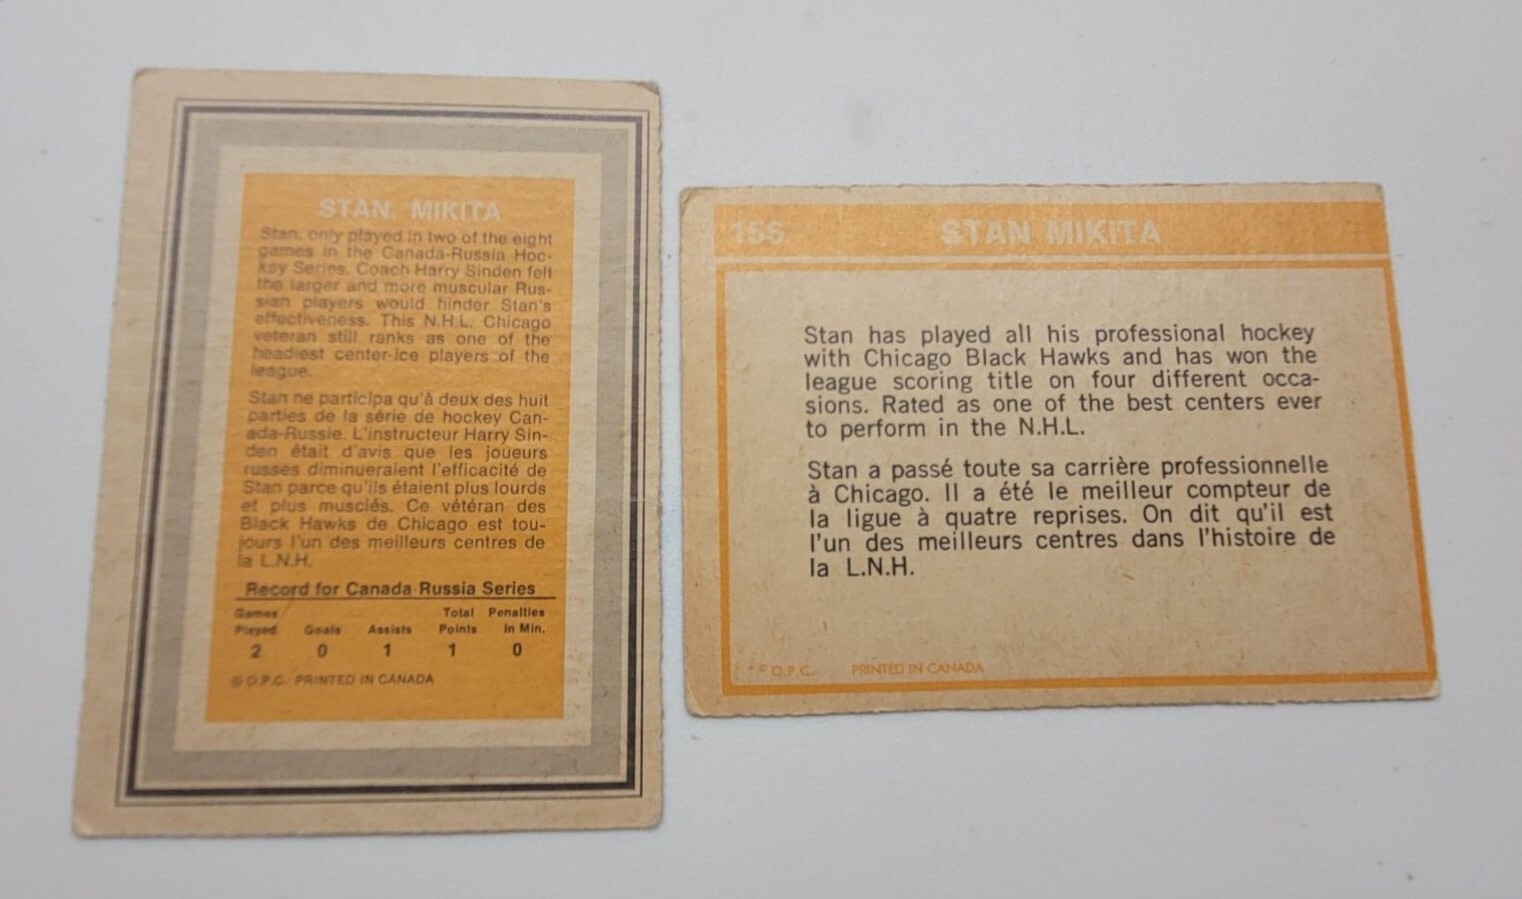 STAN. MIKITA
Stan. only played in two of the eight
games in the Canada-Russia Hoc-
key Series. Coach Harry Sinden felt
the larger and more muscular Rus-
sian players would hinder Stan's
effectiveness. This N.H.L. Chicago
veteran still ranks as one of the
headiest center-ice players of the
league.
Stan ne participa qu'à deux des huit
parties de la série de hockey Can-
ada-Russie. L'instructeur Harry Sin-
den était d'avis que les joueurs
russes diminueraient l'efficacité de
Stan parce qu'ils étaient plus lourds
et plus musclés. Ce vétéran des
Black Hawks de Chicago est tou-
jours l'un des meilleurs centres de
la L.N.H.
Record for Canada-Russia Series
Games Total Penalties
Played Goals Assists Points in Min.
2 0 1 1 0
© O.P.C. PRINTED IN CANADA
156 STAN MIKITA
Stan has played all his professional hockey
with Chicago Black Hawks and has won the
league scoring title on four different occa-
sions. Rated as one of the best centers ever
to perform in the N.H.L.
Stan a passé toute sa carrière professionnelle
à Chicago. Il a été le meilleur compteur de
la ligue à quatre reprises. On dit qu'il est
l'un des meilleurs centres dans l'histoire de
la L.N.H.
* * © O.P.C. PRINTED IN CANADA